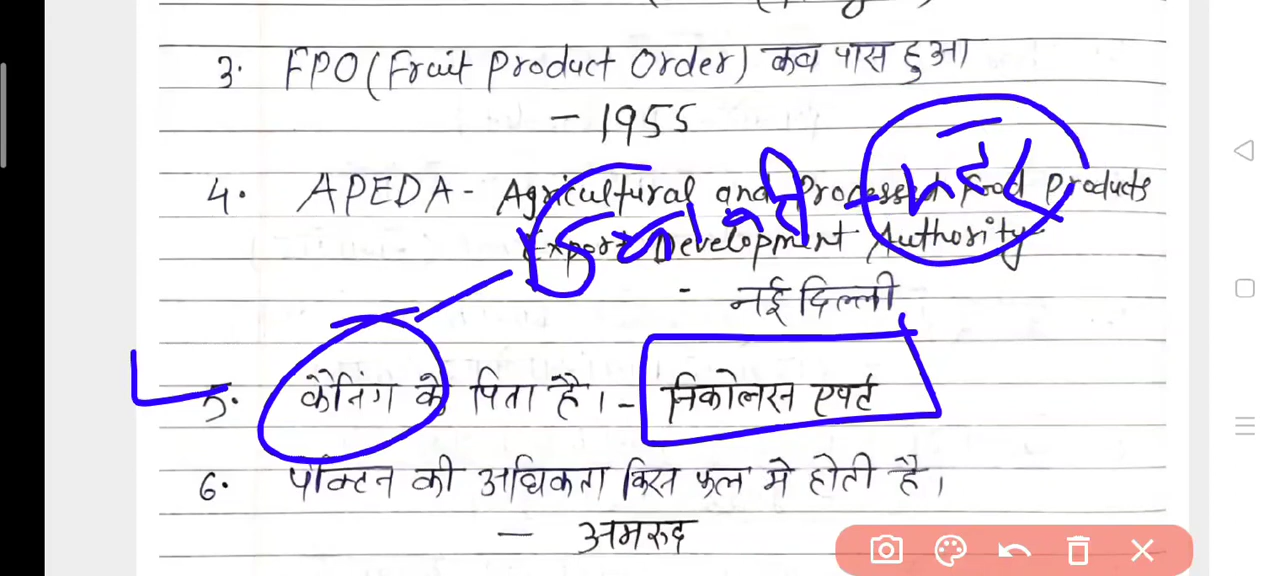 3. FPO (Fruit Product Order) कब पास हुआ
- 1955
4. APEDA - Agricultural and Processed Food Products
Export Development Authority
- नई दिल्ली
5. कैनिंग के पिता है। - निकोलस एपर्ट
6. पेक्टिन की अधिकता किस फल मे होती है।
- अमरुद